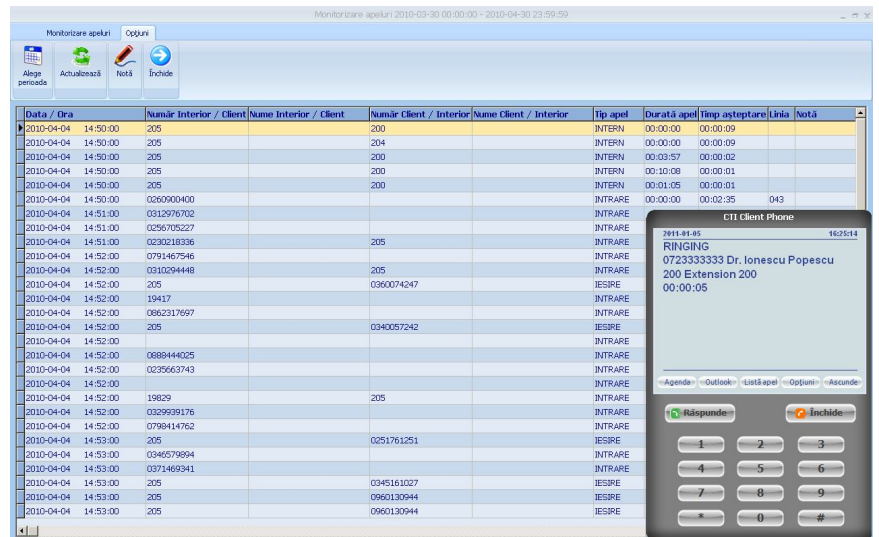 Monitorizare apeluri 2010-03-30 00:00:00 - 2010-04-30 23:59:59
Monitorizare apeluri Opţiuni
Alege perioada Actualizează Notă Închide
Data / Ora Număr Interior / Client Nume Interior / Client Număr Client / Interior Nume Client / Interior Tip apel Durată apel Timp aşteptare Linia Notă
2010-04-04 14:50:00 205 200 INTERN 00:00:00 00:00:09
2010-04-04 14:50:00 205 204 INTERN 00:00:00 00:00:09
2010-04-04 14:50:00 205 200 INTERN 00:03:57 00:00:02
2010-04-04 14:50:00 205 200 INTERN 00:10:08 00:00:01
2010-04-04 14:50:00 205 200 INTERN 00:01:05 00:00:01
2010-04-04 14:50:00 0260900400 INTRARE 00:00:00 00:02:35 043
2010-04-04 14:51:00 0312976702 INTRARE
2010-04-04 14:51:00 0256705227 INTRARE
2010-04-04 14:51:00 0230218336 205 INTRARE
2010-04-04 14:52:00 0791467546 INTRARE
2010-04-04 14:52:00 0310294448 205 INTRARE
2010-04-04 14:52:00 205 0360074247 IESIRE
2010-04-04 14:52:00 19417 INTRARE
2010-04-04 14:52:00 0862317697 INTRARE
2010-04-04 14:52:00 205 0340057242 IESIRE
2010-04-04 14:52:00 INTRARE
2010-04-04 14:52:00 0888444025 INTRARE
2010-04-04 14:52:00 0235663743 INTRARE
2010-04-04 14:52:00 INTRARE
2010-04-04 14:52:00 19829 205 INTRARE
2010-04-04 14:52:00 0329939176 INTRARE
2010-04-04 14:52:00 0798414762 INTRARE
2010-04-04 14:53:00 205 0251761251 IESIRE
2010-04-04 14:53:00 0346579894 INTRARE
2010-04-04 14:53:00 0371469341 INTRARE
2010-04-04 14:53:00 205 0345161027 IESIRE
2010-04-04 14:53:00 205 0960130944 IESIRE
2010-04-04 14:53:00 205 0960130944 IESIRE
CTI Client Phone
2011-01-05 16:25:14
RINGING
0723333333 Dr. Ionescu Popescu
200 Extension 200
00:00:05
Agenda Outlook Listă apel Opţiuni Ascunde
Răspunde Închide
1 2 3
4 5 6
7 8 9
* 0 #